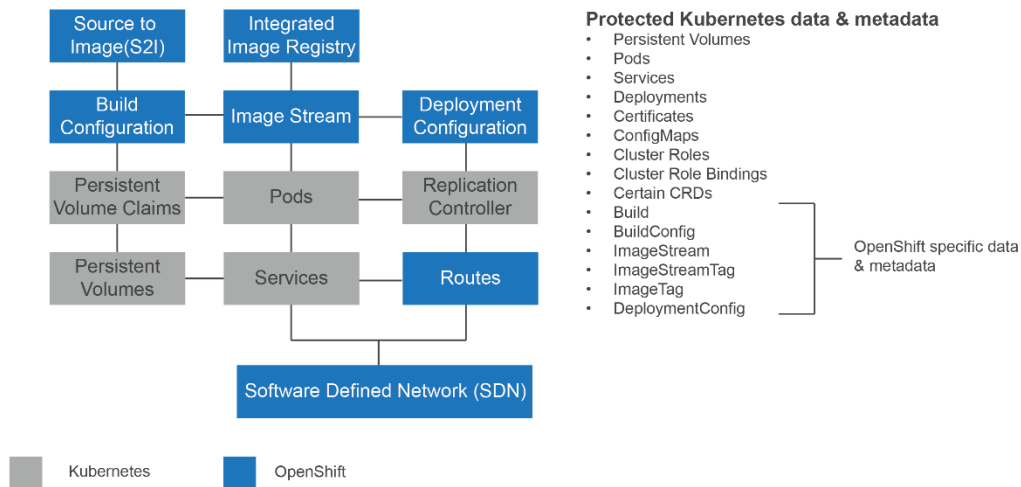 Source to
Image(S2I)
Integrated
Image Registry
Build
Configuration
Image Stream
Deployment
Configuration
Persistent
Volume Claims
Pods
Replication
Controller
Persistent
Volumes
Services
Routes
Software Defined Network (SDN)
Kubernetes
OpenShift
Protected Kubernetes data & metadata
• Persistent Volumes
• Pods
• Services
• Deployments
• Certificates
• ConfigMaps
• Cluster Roles
• Cluster Role Bindings
• Certain CRDs
• Build
• BuildConfig
• ImageStream
• ImageStreamTag
• ImageTag
• DeploymentConfig
OpenShift specific data
& metadata